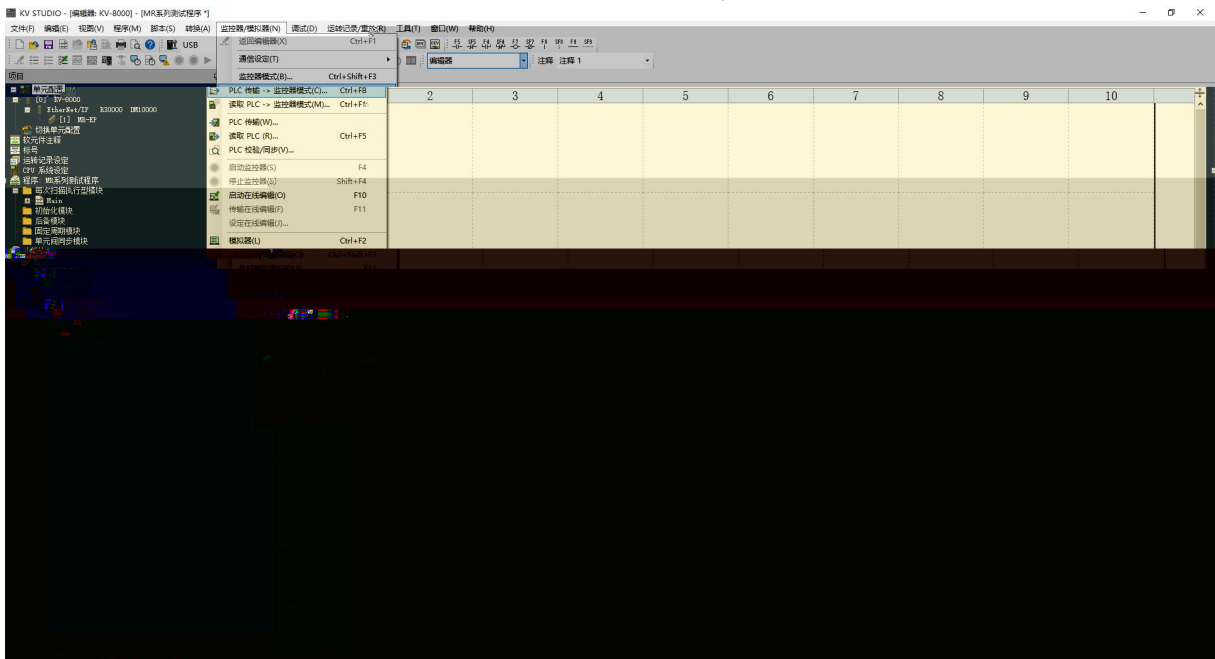 KV STUDIO - [编辑器: KV-8000] - [MR系列测试程序 *]
文件(F) 编辑(E) 视图(V) 程序(M) 脚本(S) 转换(A) 监控器/模拟器(N) 调试(D) 运转记录/重放(R) 工具(T) 窗口(W) 帮助(H)
USB
返回编辑器(X) Ctrl+F1
通信设定(T)
编辑器 注释 注释 1
项目
监控器模式(B)... Ctrl+Shift+F3
PLC 传输 -> 监控器模式(C)... Ctrl+F8
读取 PLC -> 监控器模式(M)...
PLC 传输(W)...
读取 PLC (R)... Ctrl+F5
PLC 校验/同步(V)...
启动监控器(S) F4
停止监控器 Shift+F4
启动在线编辑(O) F10
传输在线编辑(F) F11
设定在线编辑(J)...
模拟器(L) Ctrl+F2
单元配置
[0] KV-8000
EtherNet/IP R30000 DM10000
[1] MR-EP
切换单元配置
软元件注释
标号
运转记录设定
CPU 系统设定
程序: MR系列测试程序
每次扫描执行型模块
Main
初始化模块
后备模块
固定周期模块
单元间同步模块
2 3 4 5 6 7 8 9 10